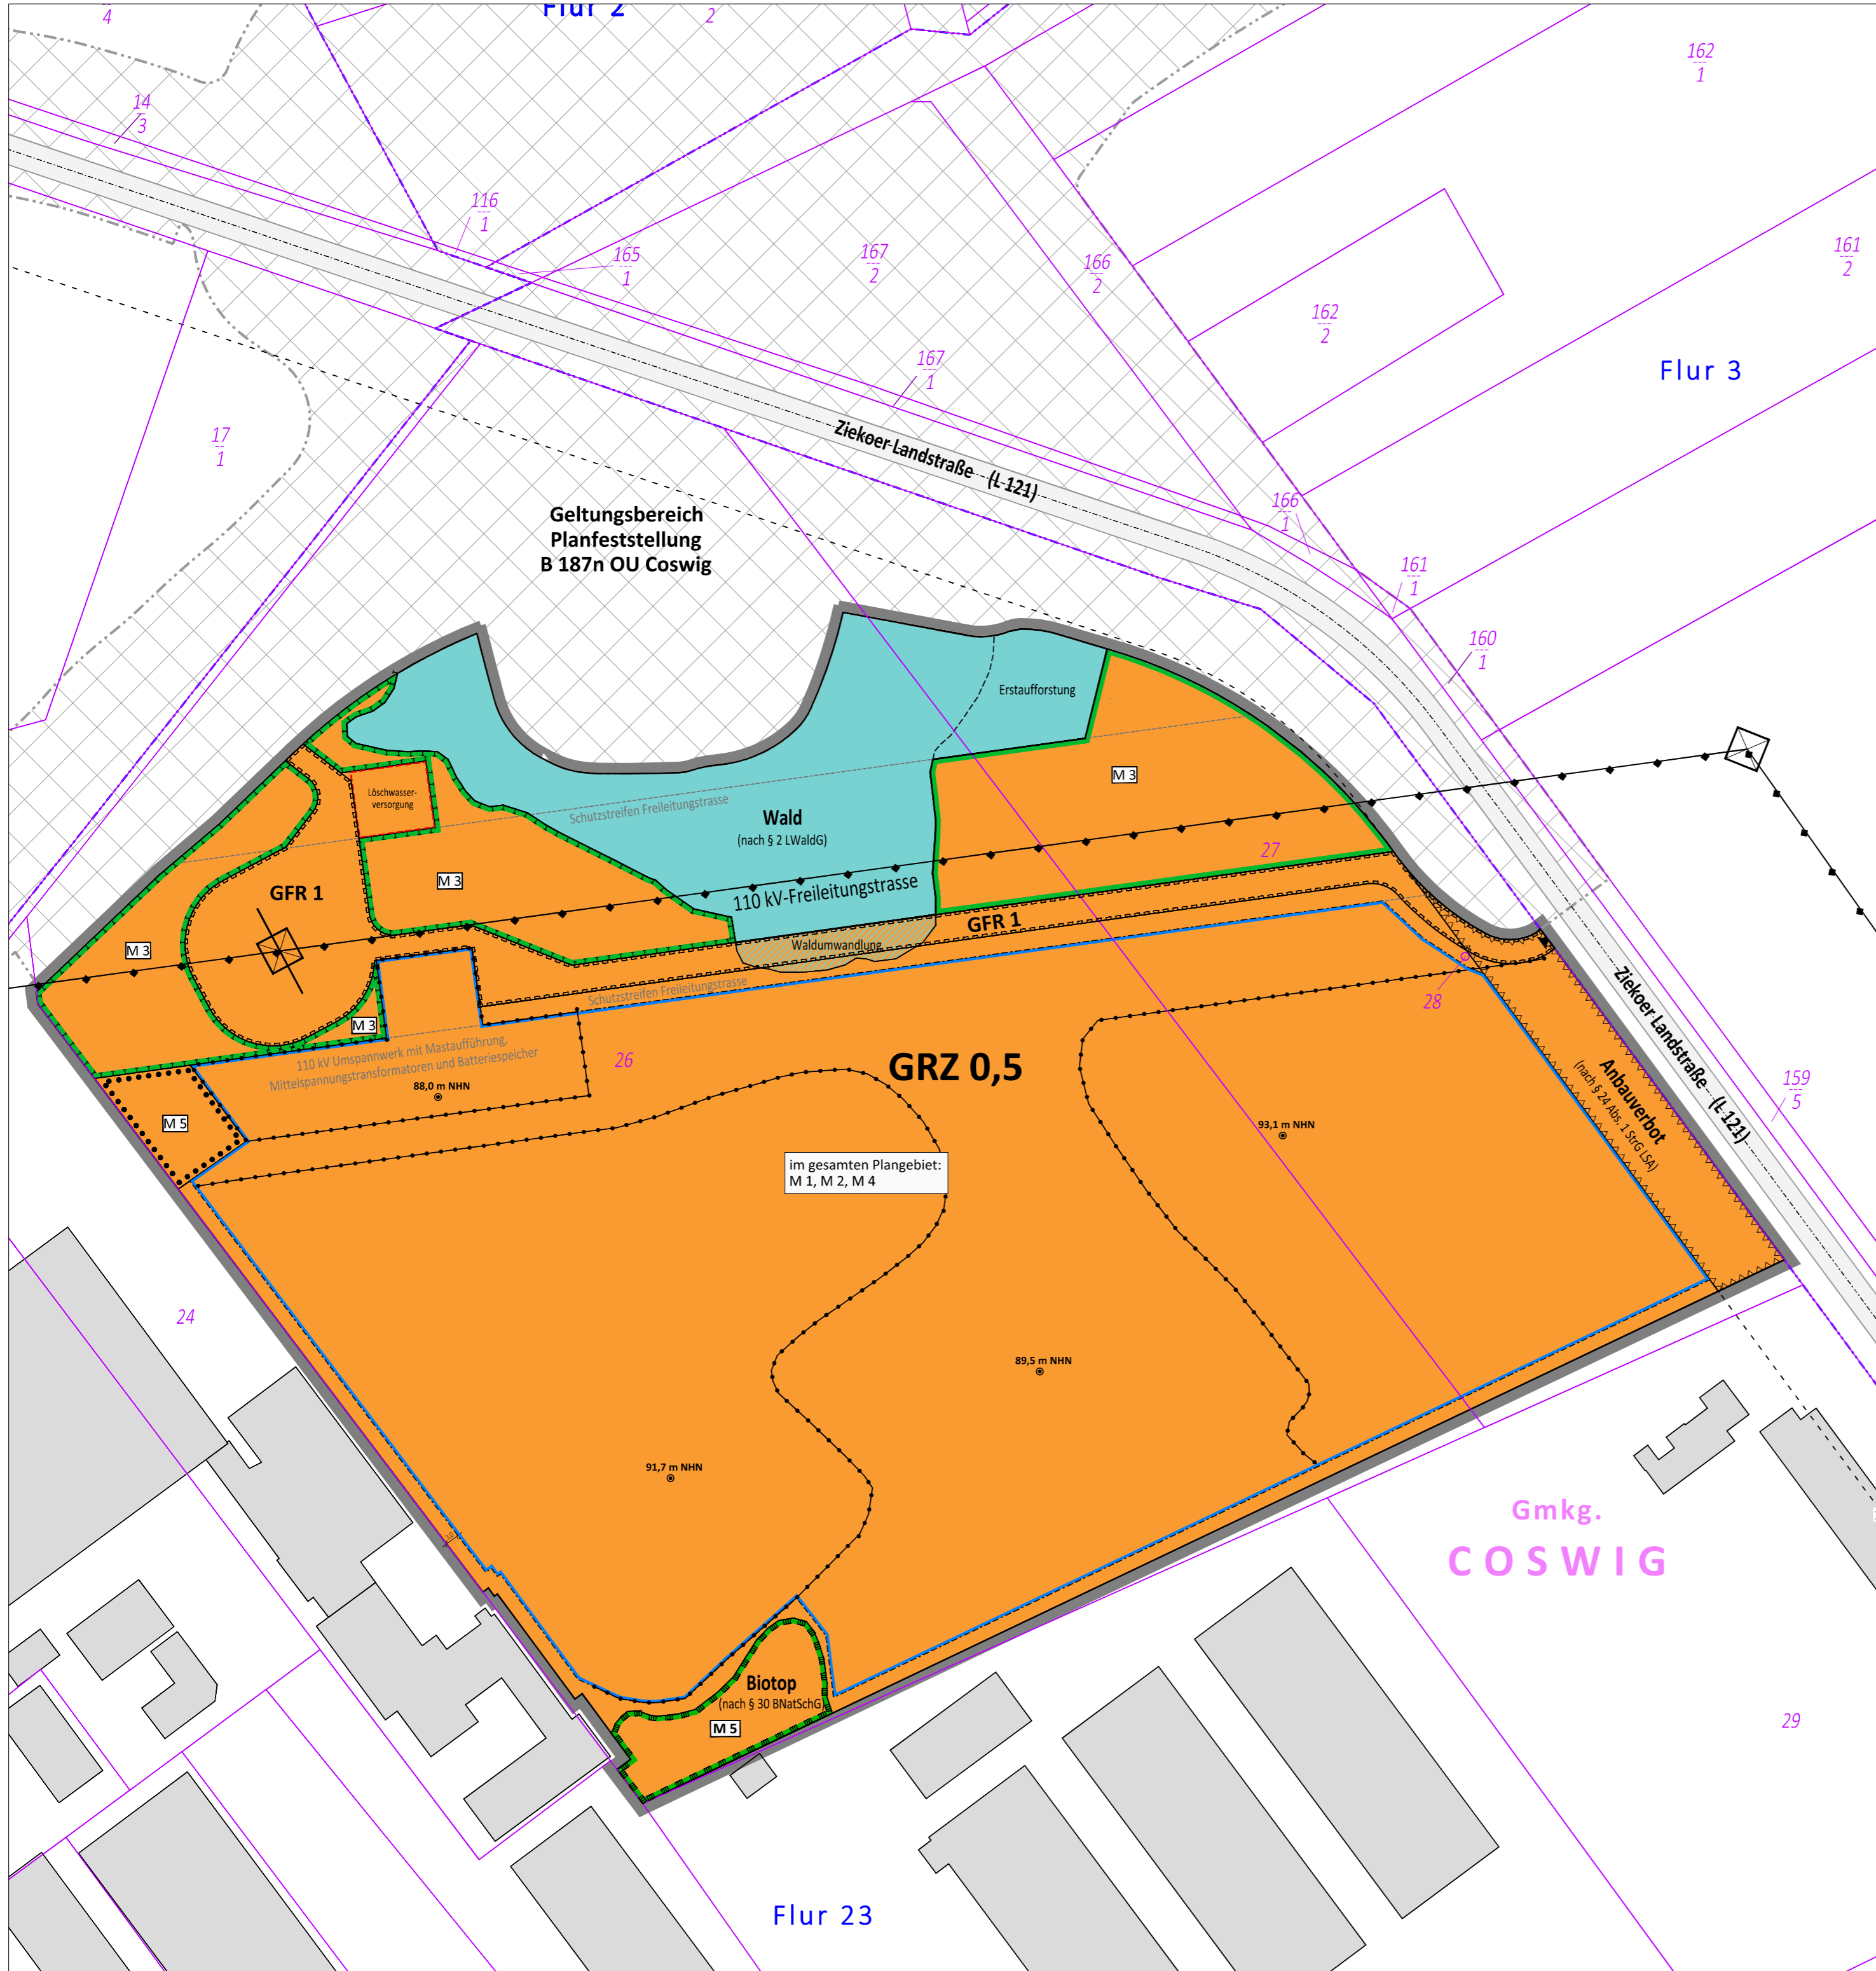 4
Flur 2
2
162
1
14
3
116
1
165
1
167
2
166
2
161
2
162
2
167
1
Flur 3
17
1
Ziekoer Landstraße (L 121)
166
1
Geltungsbereich
Planfeststellung
B 187n OU Coswig
161
1
160
1
Erstaufforstung
M 3
Löschwasser-
versorgung
Schutzstreifen Freileitungstrasse
Wald
(nach § 2 LWaldG)
27
M 3
110 kV-Freileitungstrasse
GFR 1
GFR 1
M 3
Waldumwandlung
Schutzstreifen Freileitungstrasse
28
M 3
Ziekoer Landstraße (L 121)
110 kV Umspannwerk mit Mastaufführung,
Mittelspannungstransformatoren und Batteriespeicher
88,0 m NHN
26
GRZ 0,5
Anbauverbot
(nach § 24 Abs. 1 StrG LSA)
159
5
M 5
93,1 m NHN
im gesamten Plangebiet:
M 1, M 2, M 4
24
89,5 m NHN
91,7 m NHN
Gmkg.
COSWIG
Biotop
(nach § 30 BNatSchG)
M 5
29
Flur 23